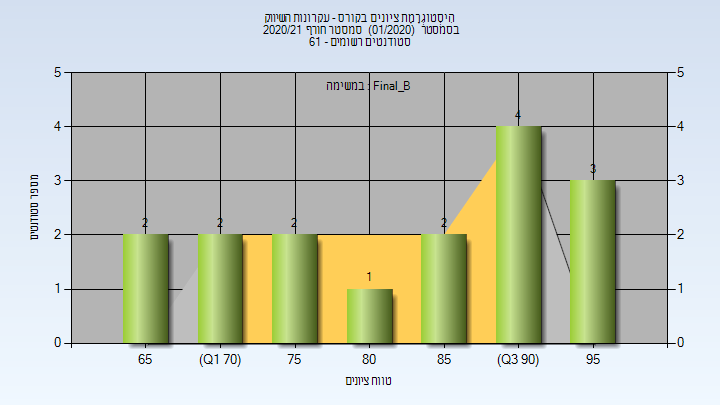 היסטוגרמת ציונים בקורס - עקרונות השיווק
בסמסטר (01/2020) סמסטר חורף 2020/21
סטודנטים רשומים - 61
במשימה : Final_B
מספר סטודנטים
5 5
4 4
3 3
2 2
1 1
0 0
2 2 2 1 2 4 3
65 (Q1 70) 75 80 85 (Q3 90) 95
טווח ציונים